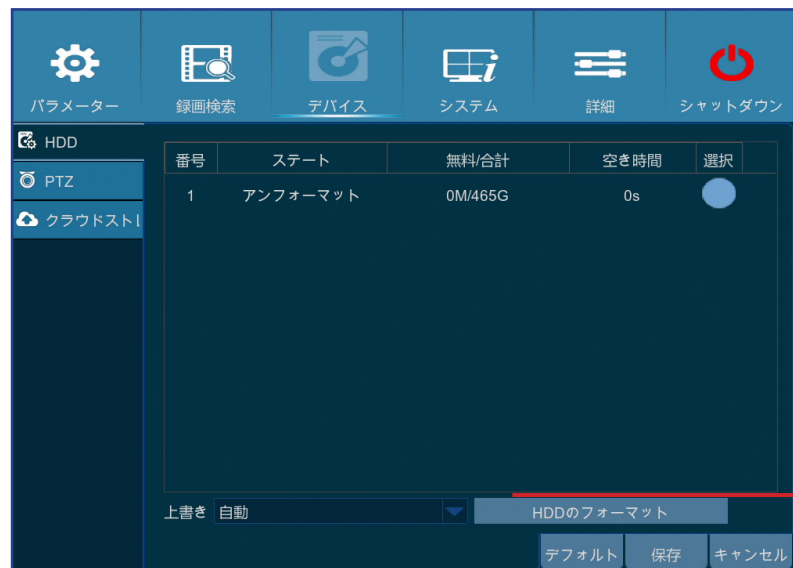 パラメーター 録画検索 デバイス システム 詳細 シャットダウン
HDD
PTZ
クラウドスト
番号 ステート 無料/合計 空き時間 選択
1 アンフォーマット 0M/465G 0s
上書き 自動 HDDのフォーマット
デフォルト 保存 キャンセル